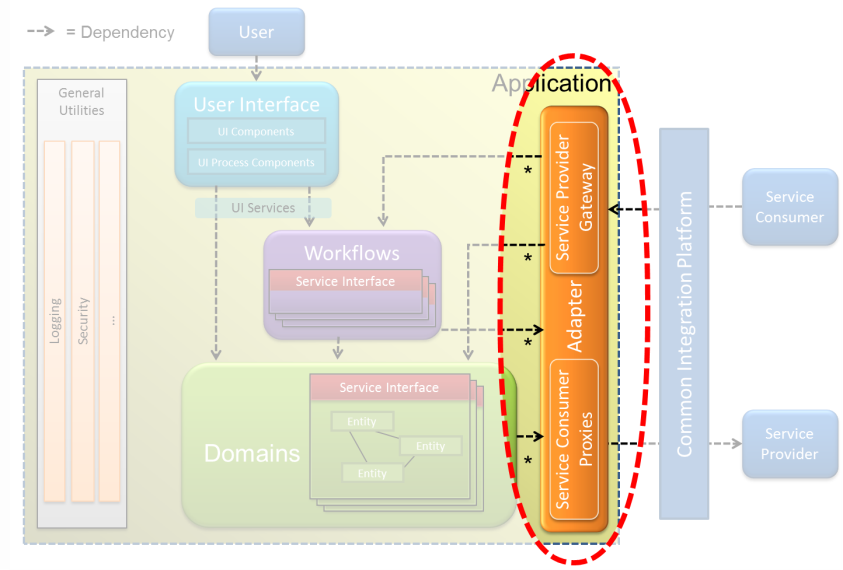 = Dependency
User
Application
General
Utilities
Logging
Security
...
User Interface
UI Components
UI Process Components
UI Services
Workflows
Service Interface
Domains
Service Interface
Entity
Entity
Entity
*
*
*
*
Service Provider
Gateway
Adapter
Service Consumer
Proxies
Common Integration Platform
Service
Consumer
Service
Provider